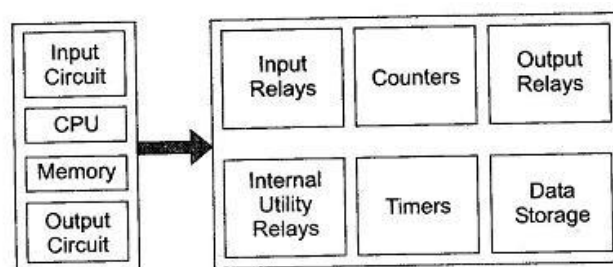 Input
Circuit
CPU
Memory
Output
Circuit
Input
Relays
Counters
Output
Relays
Internal
Utility
Relays
Timers
Data
Storage